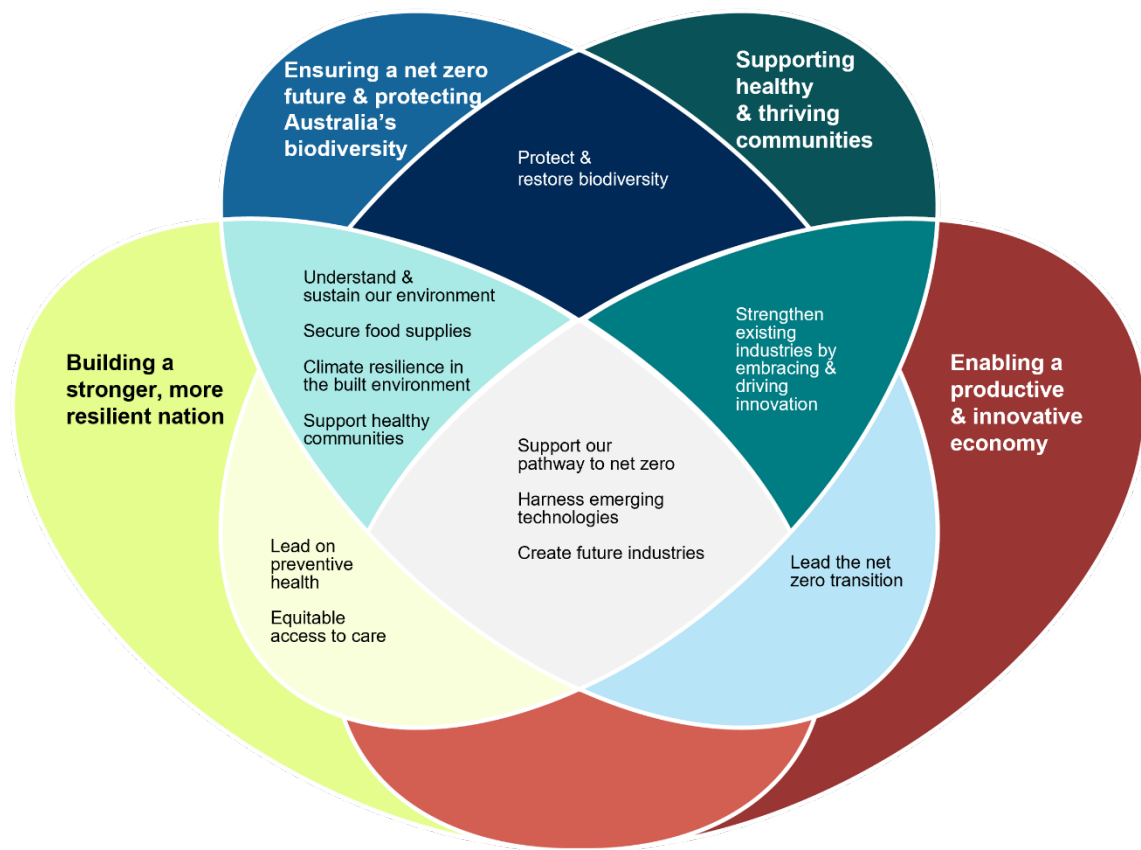 Ensuring a net zero
future & protecting
Australia's
biodiversity
Supporting
healthy
& thriving
communities
Protect &
restore biodiversity
Building a
stronger, more
resilient nation
Understand &
sustain our environment
Secure food supplies
Climate resilience in
the built environment
Support healthy
communities
Strengthen
existing
industries by
embracing &
driving
innovation
Enabling a
productive
& innovative
economy
Support our
pathway to net zero
Harness emerging
technologies
Create future industries
Lead on
preventive
health
Equitable
access to care
Lead the net
zero transition